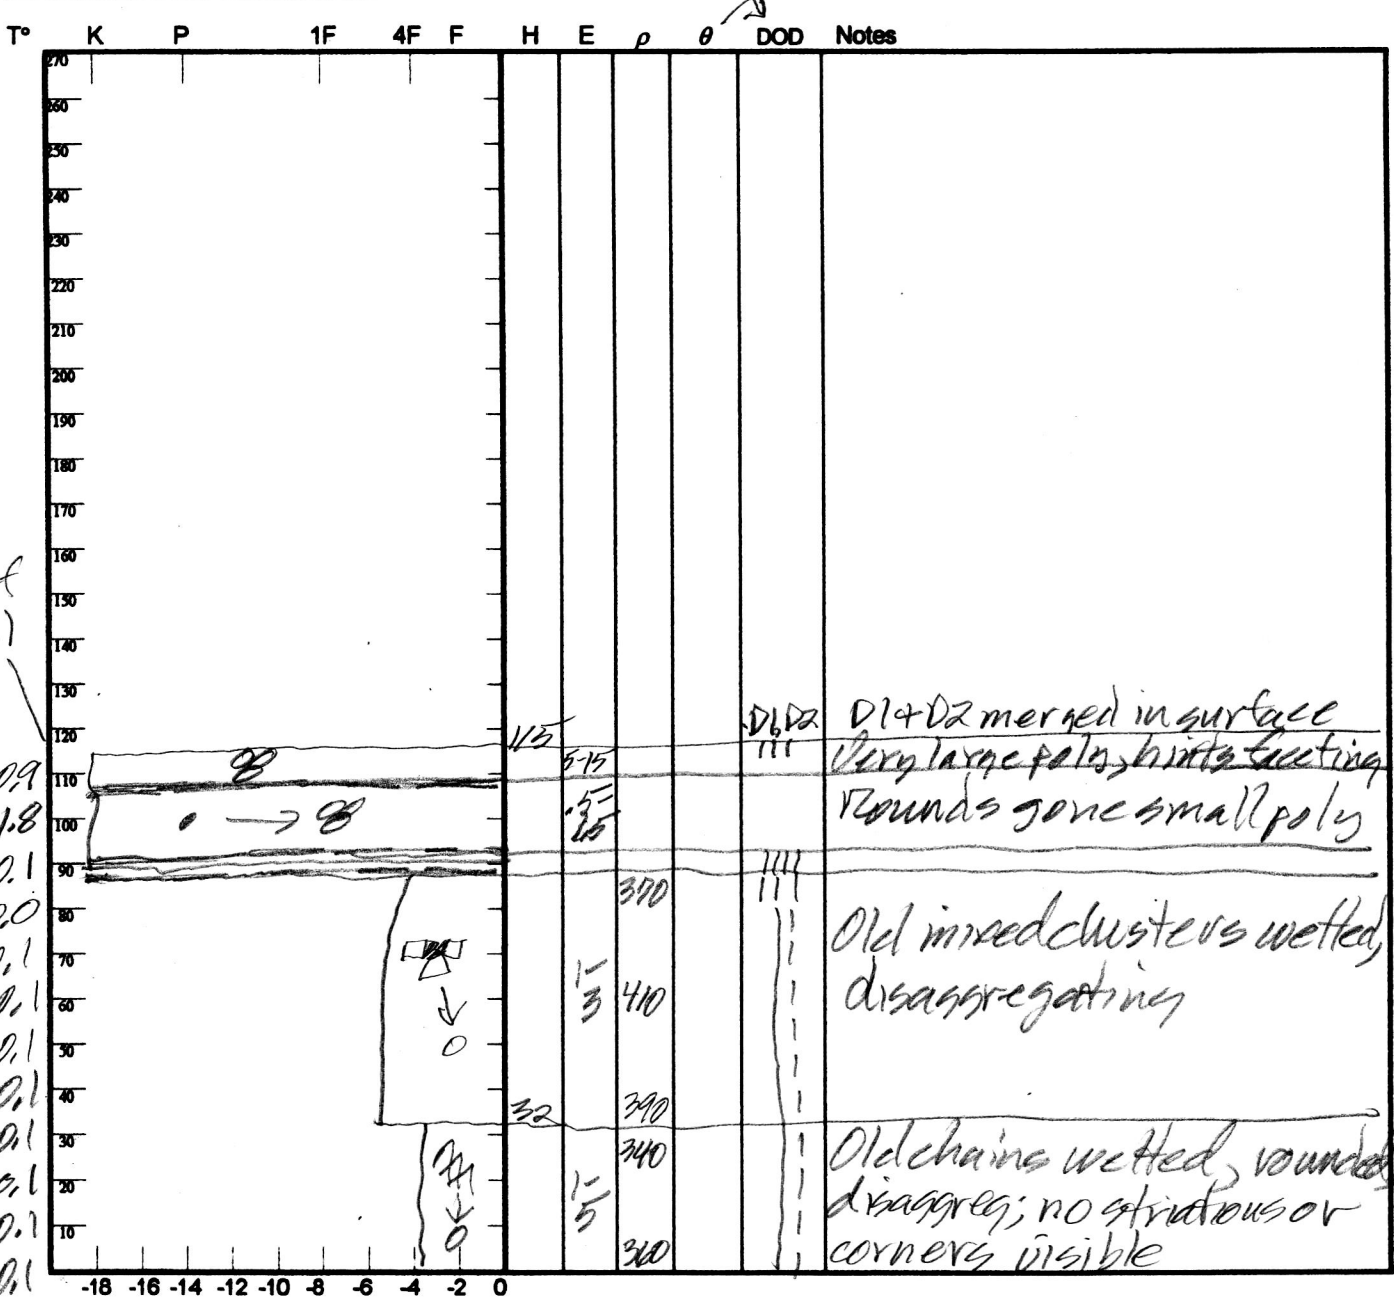 T° K P 1F 4F F H E ρ θ DOD Notes
270
260
250
240
230
220
210
200
190
180
170
160
150
140
130
D1, D2 D1+D2 merged in surface
120 115
Very large poly, hints faceting
0.9 110 .5-1.5
1.8 100 Rounds gone small poly
0.1 90
370
80 Old mixed clusters wetted,
0.1 70 1-
0.1 60 3 410 disaggregating
0.1 50
0.1 40 32 390
0.1 30 340 Old chains wetted, rounded,
0.1 20 1-
5 disaggreg; no striations or
0.1 10 360 corners visible
0.1
-18 -16 -14 -12 -10 -8 -6 -4 -2 0